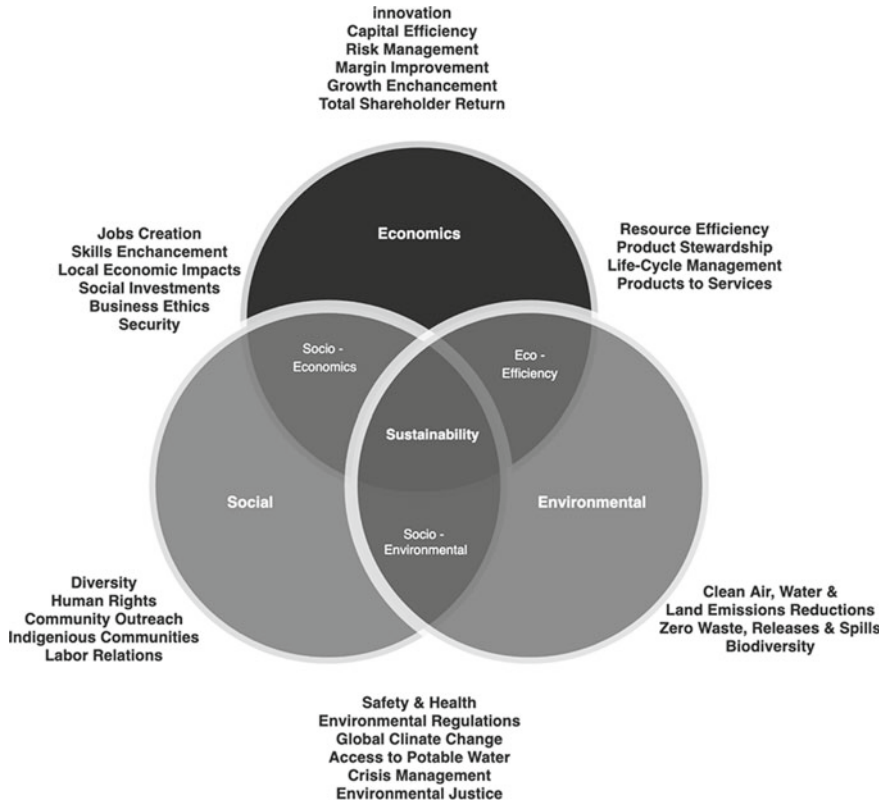 innovation
Capital Efficiency
Risk Management
Margin Improvement
Growth Enchancement
Total Shareholder Return
Economics
Jobs Creation
Skills Enchancement
Local Economic Impacts
Social Investments
Business Ethics
Security
Resource Efficiency
Product Stewardship
Life-Cycle Management
Products to Services
Socio -
Economics
Eco -
Efficiency
Sustainability
Social
Environmental
Socio -
Environmental
Diversity
Human Rights
Community Outreach
Indigenious Communities
Labor Relations
Clean Air, Water &
Land Emissions Reductions
Zero Waste, Releases & Spills
Biodiversity
Safety & Health
Environmental Regulations
Global Climate Change
Access to Potable Water
Crisis Management
Environmental Justice